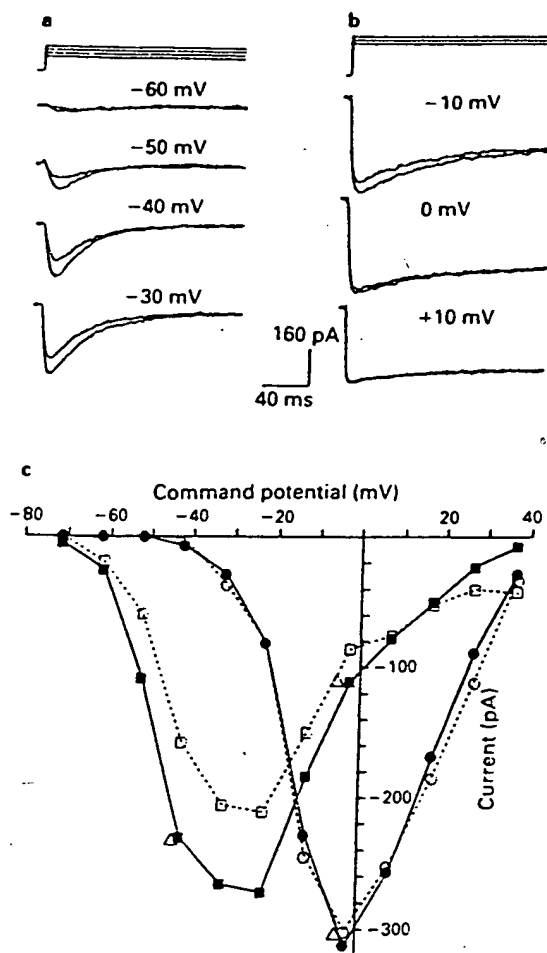 a
b
−60 mV
−50 mV
−40 mV
−30 mV
−10 mV
0 mV
+10 mV
160 pA
40 ms
c
Command potential (mV)
−80
−60
−40
−20
20
40
−100
−200
−300
Current (pA)